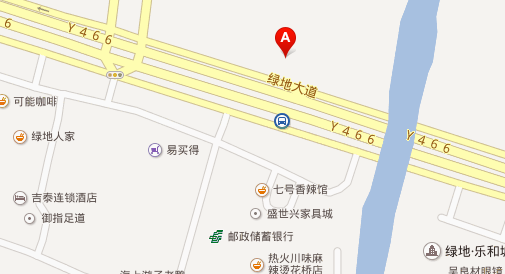 Y466
A
绿地大道
可能咖啡
Y466
Y466
绿地人家
易买得
七号香辣馆
吉泰连锁酒店
盛世兴家具城
御指足道
邮政储蓄银行
绿地·乐和城
热火川味麻
辣烫花桥店